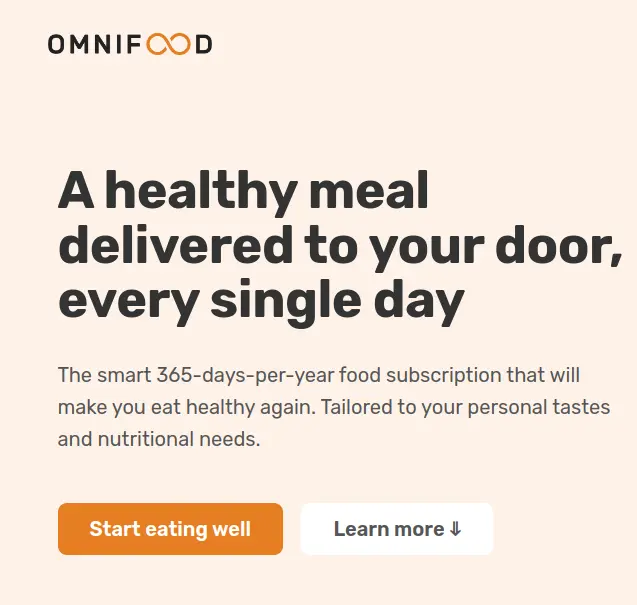 OMNIFOOD
A healthy meal
delivered to your door,
every single day
The smart 365-days-per-year food subscription that will
make you eat healthy again. Tailored to your personal tastes
and nutritional needs.
Start eating well
Learn more ⇓